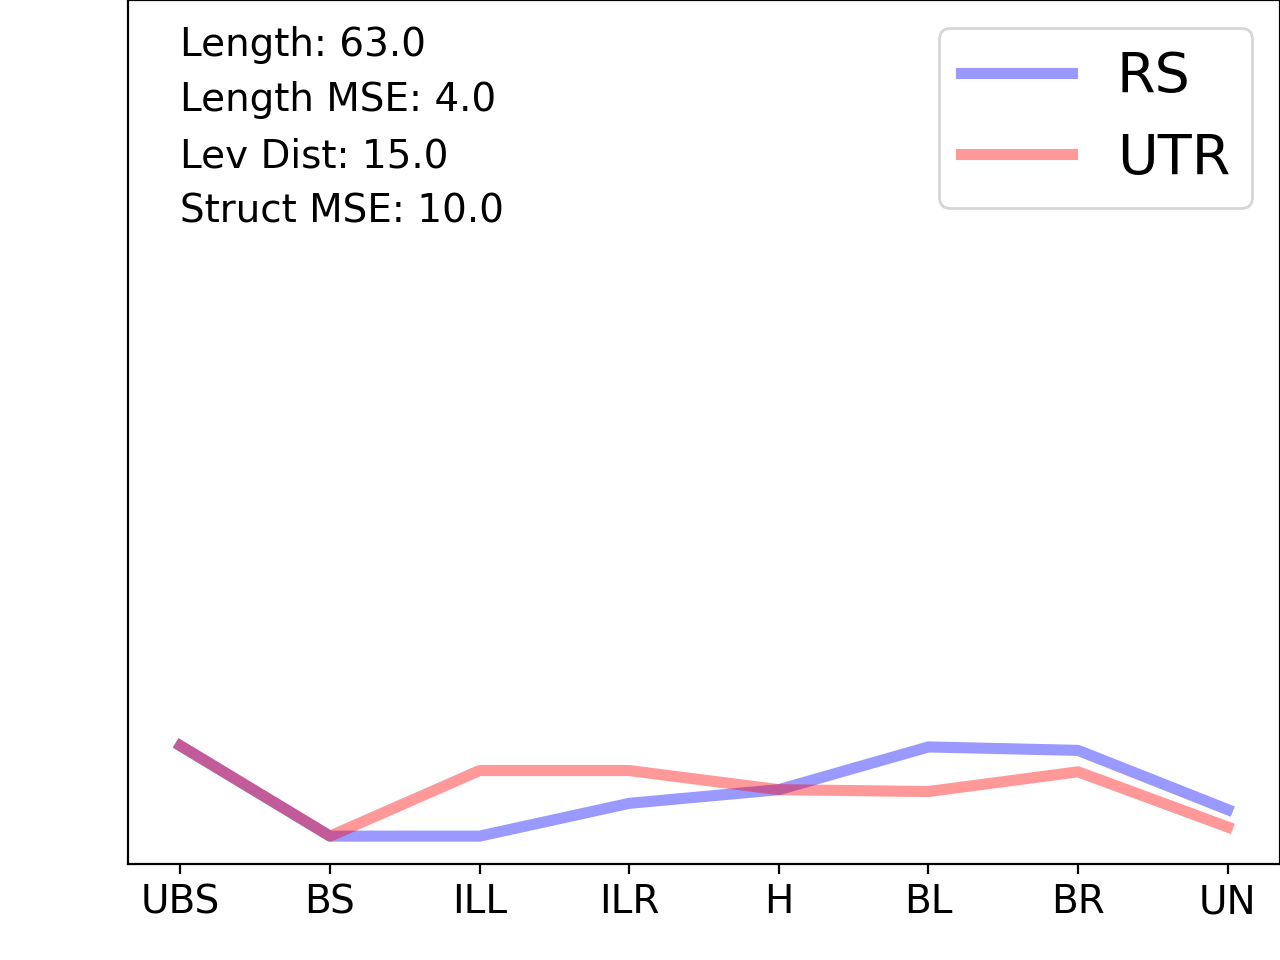 Length: 63.0
Length MSE: 4.0
Lev Dist: 15.0
Struct MSE: 10.0
RS
UTR
UBS BS ILL ILR H BL BR UN